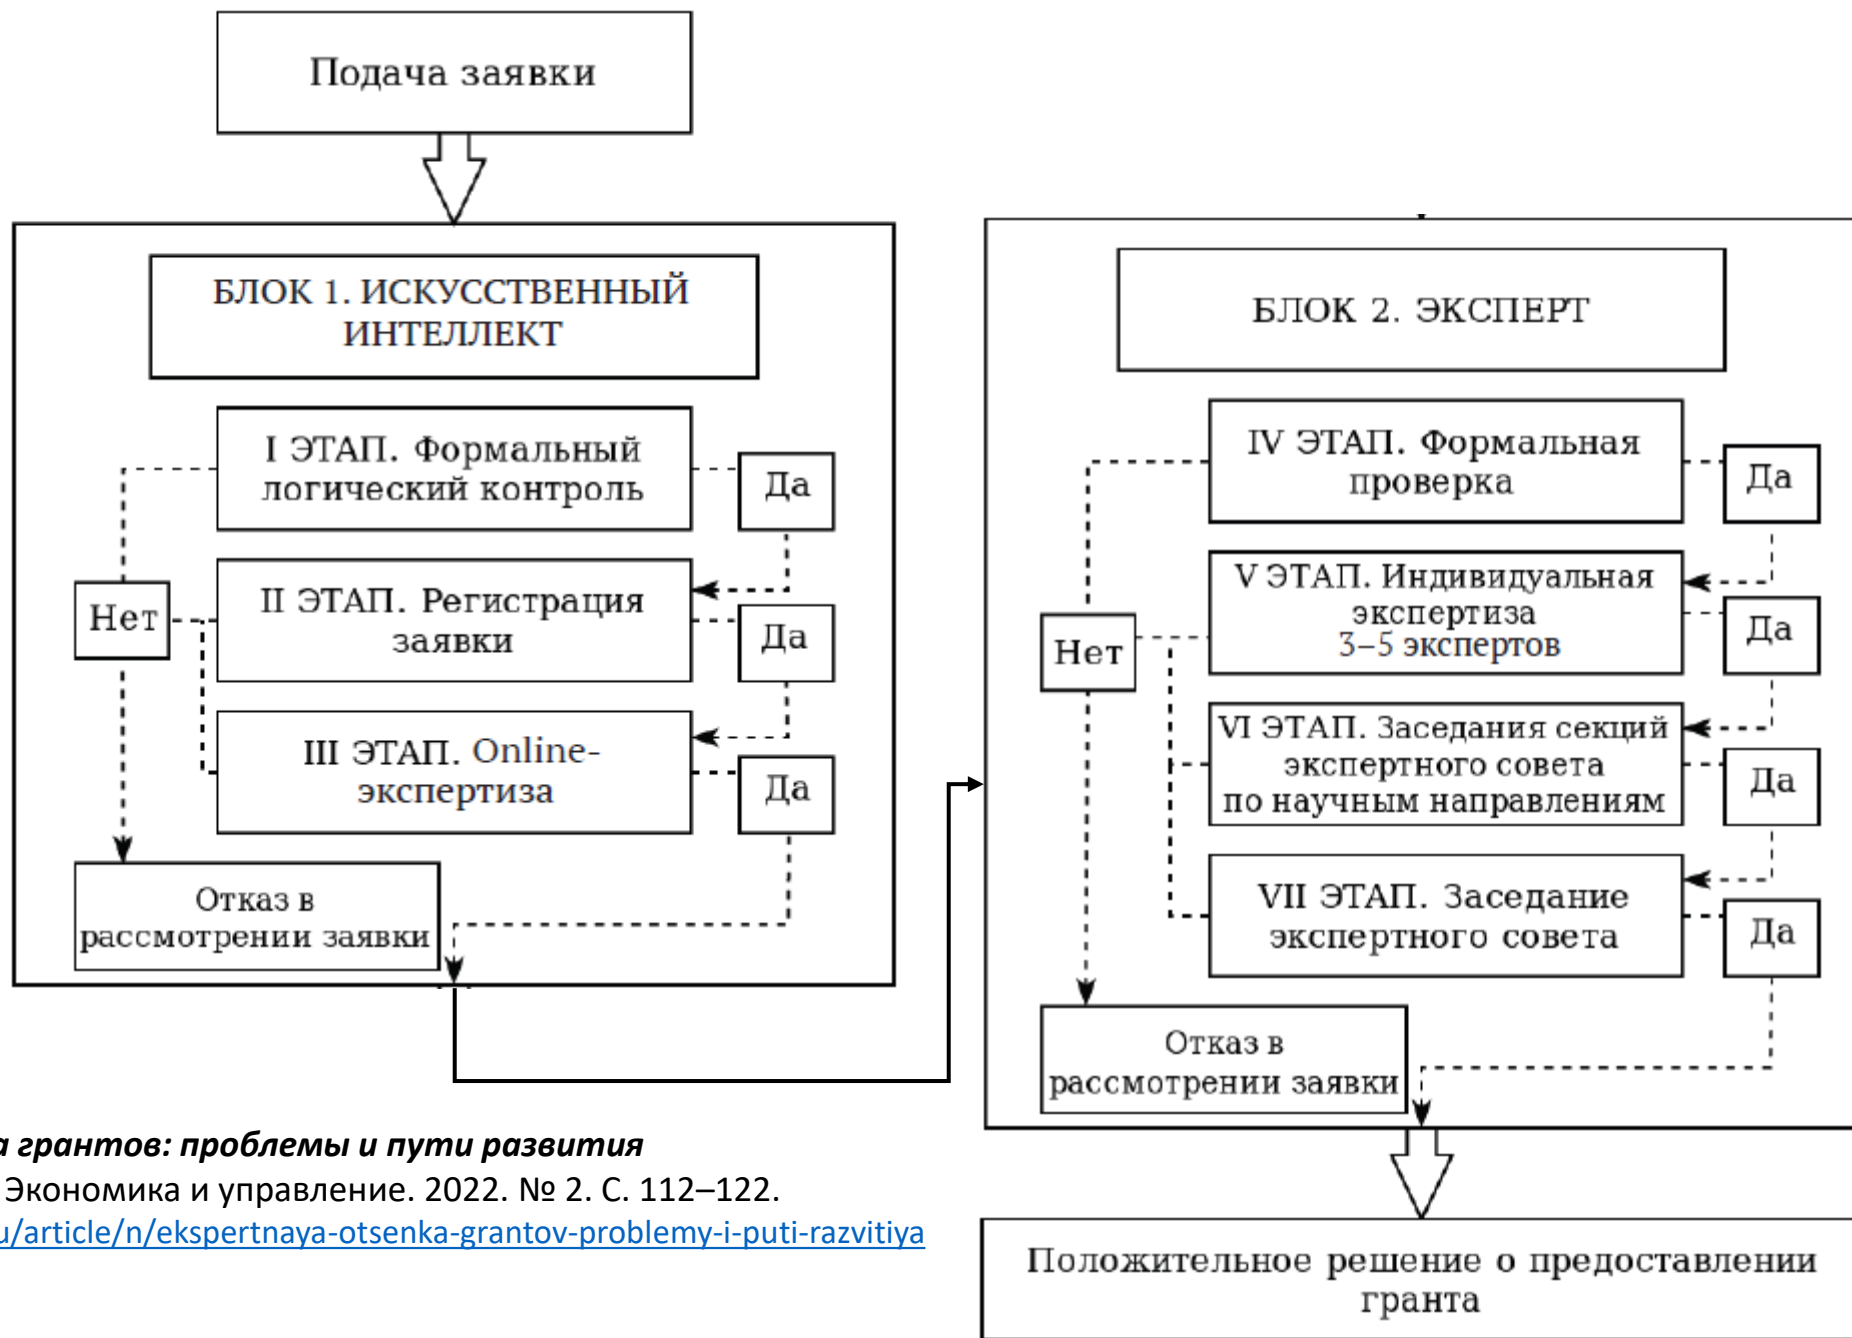 Подача заявки
БЛОК 1. ИСКУССТВЕННЫЙ
ИНТЕЛЛЕКТ
I ЭТАП. Формальный
логический контроль
Да
Нет
II ЭТАП. Регистрация
заявки
Да
III ЭТАП. Online-
экспертиза
Да
Отказ в
рассмотрении заявки
БЛОК 2. ЭКСПЕРТ
IV ЭТАП. Формальная
проверка
Да
V ЭТАП. Индивидуальная
экспертиза
3–5 экспертов
Да
Нет
VI ЭТАП. Заседания секций
экспертного совета
по научным направлениям
Да
VII ЭТАП. Заседание
экспертного совета
Да
Отказ в
рассмотрении заявки
а грантов: проблемы и пути развития
Экономика и управление. 2022. № 2. С. 112–122.
u/article/n/ekspertnaya-otsenka-grantov-problemy-i-puti-razvitiya
Положительное решение о предоставлении
гранта